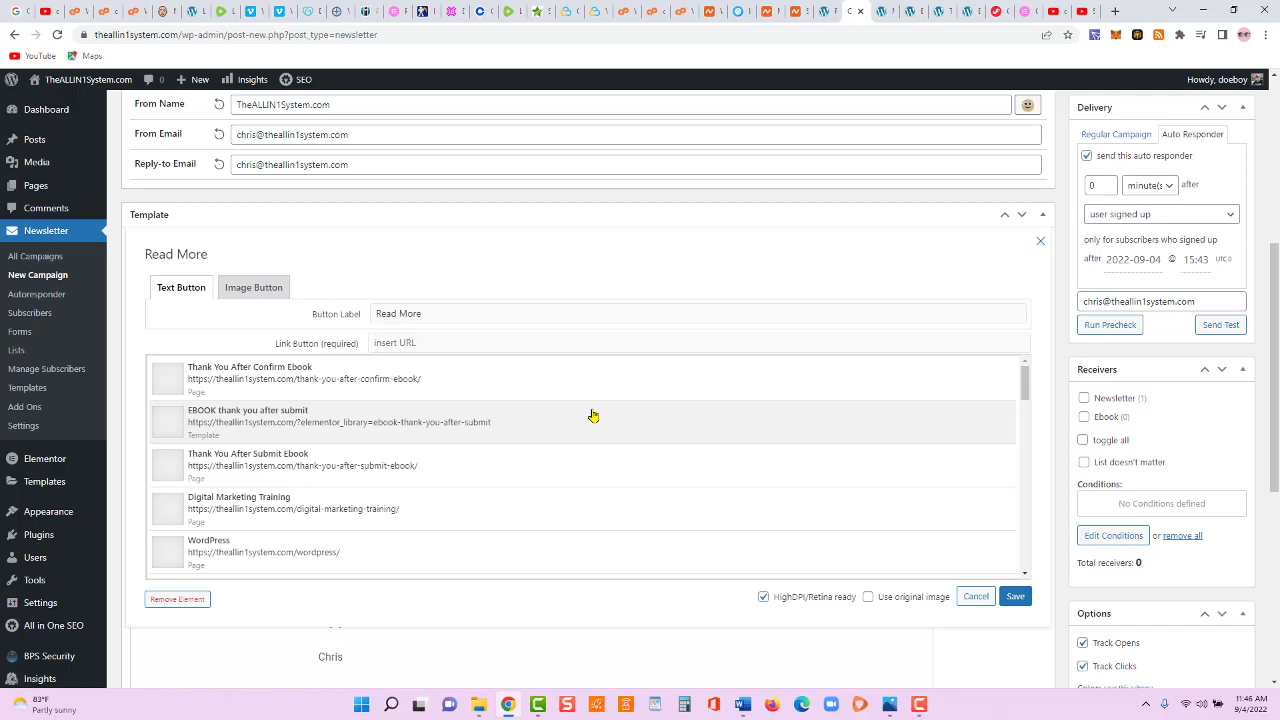 theallin1system.com/wp-admin/post-new.php?post_type=newsletter
YouTube
Maps
TheALLIN1System.com
0
New
Insights
SEO
Howdy, doeboy
Dashboard
Posts
Media
Pages
Comments
Newsletter
All Campaigns
New Campaign
Autoresponder
Subscribers
Forms
Lists
Manage Subscribers
Templates
Add Ons
Settings
Elementor
Templates
Appearance
Plugins
Users
Tools
Settings
All in One SEO
BPS Security
Insights
From Name
TheALLIN1System.com
From Email
chris@theallin1system.com
Reply-to Email
chris@theallin1system.com
Template
Read More
Text Button
Image Button
Button Label
Read More
Link Button (required)
insert URL
Thank You After Confirm Ebook
https://theallin1system.com/thank-you-after-confirm-ebook/
Page
EBOOK thank you after submit
https://theallin1system.com/?elementor_library=ebook-thank-you-after-submit
Template
Thank You After Submit Ebook
https://theallin1system.com/thank-you-after-submit-ebook/
Page
Digital Marketing Training
https://theallin1system.com/digital-marketing-training/
Page
WordPress
https://theallin1system.com/wordpress/
Page
Remove Element
HighDPI/Retina ready
Use original image
Cancel
Save
Chris
Delivery
Regular Campaign
Auto Responder
send this auto responder
0
minute(s
after
user signed up
only for subscribers who signed up
after 2022-09-04 @ 15:43 UTC:0
chris@theallin1system.com
Run Precheck
Send Test
Receivers
Newsletter (1)
Ebook (0)
toggle all
List doesn't matter
Conditions:
No Conditions defined
Edit Conditions
or remove all
Total receivers: 0
Options
Track Opens
Track Clicks
83°F
Partly sunny
11:46 AM
9/4/2022